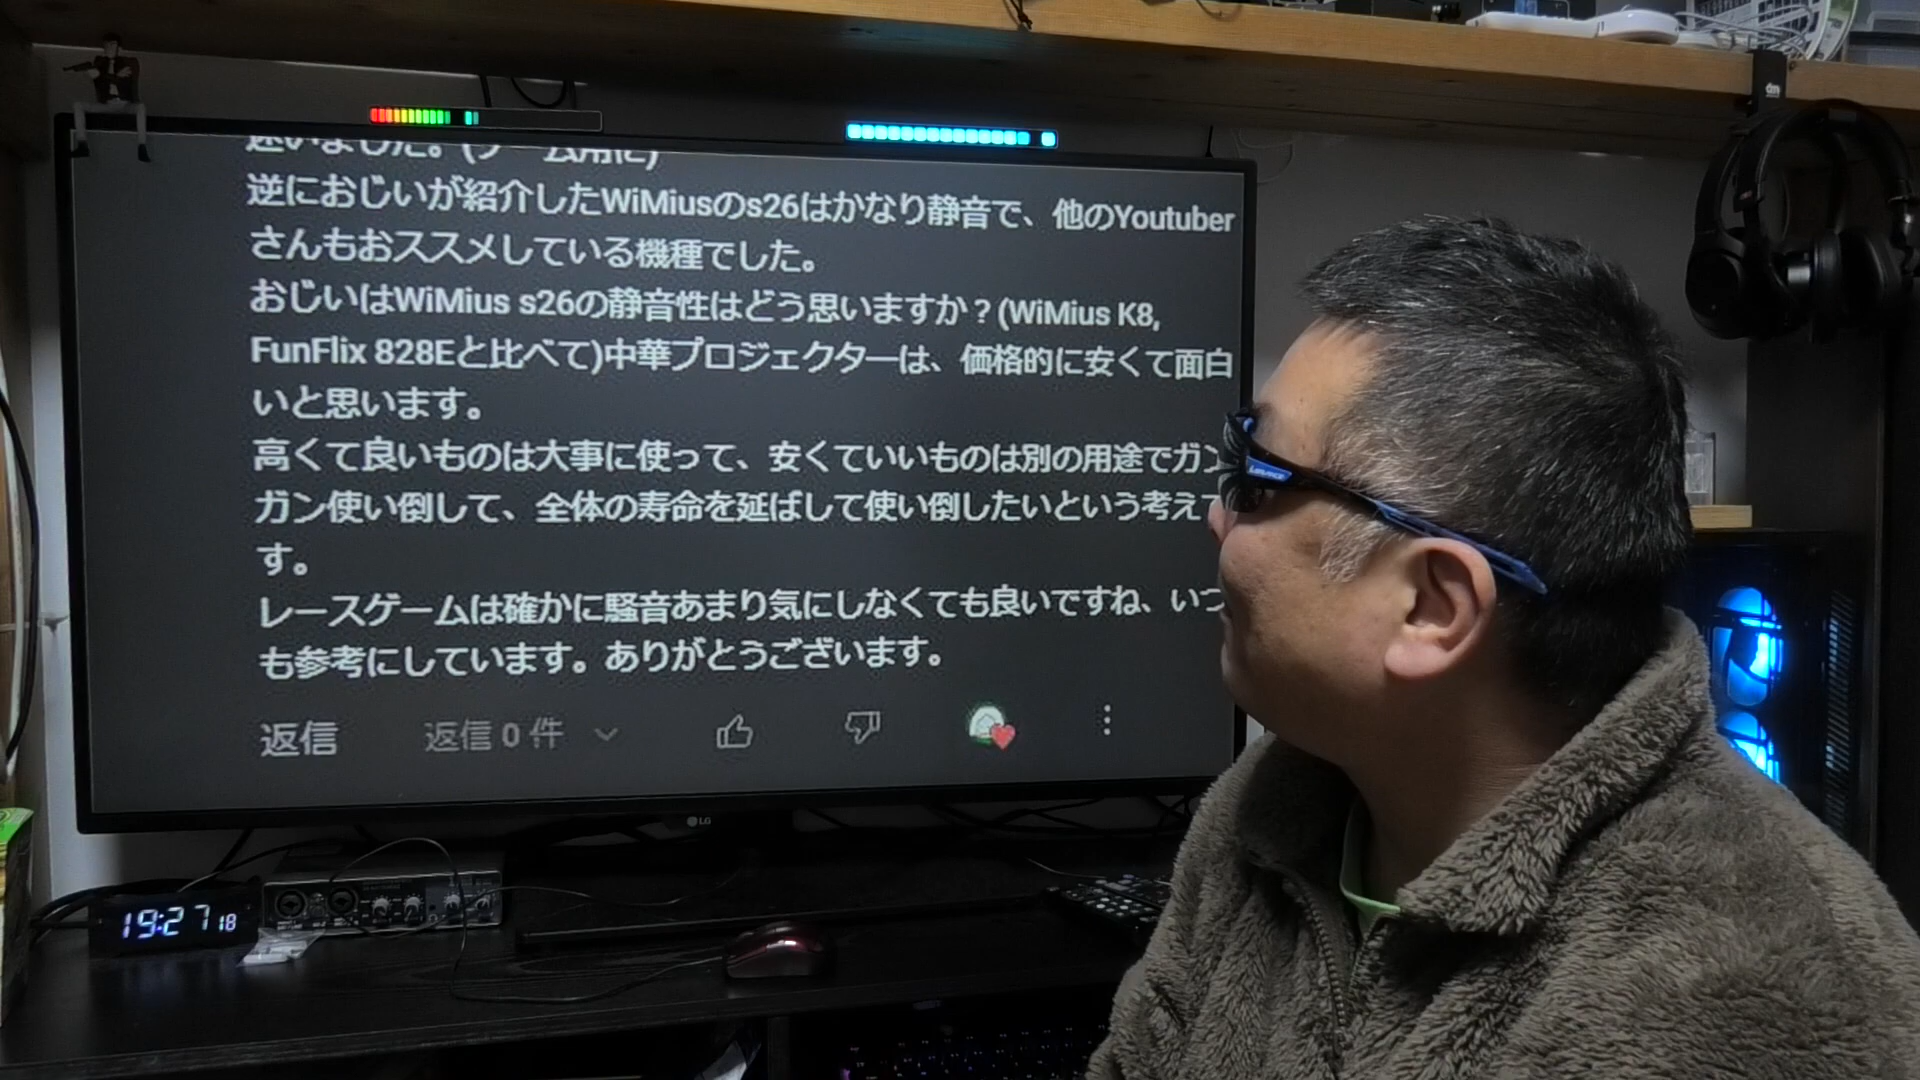 迷いました。(ゲーム用に)
逆におじいが紹介したWiMiusのs26はかなり静音で、他のYoutuber
さんもおススメしている機種でした。
おじいはWiMius s26の静音性はどう思いますか？(WiMius K8,
FunFlix 828Eと比べて)中華プロジェクターは、価格的に安くて面白
いと思います。
高くて良いものは大事に使って、安くていいものは別の用途でガン
ガン使い倒して、全体の寿命を延ばして使い倒したいという考えで
す。
レースゲームは確かに騒音あまり気にしなくても良いですね、いつ
も参考にしています。ありがとうございます。
返信
返信 0 件
LG
19:27 18